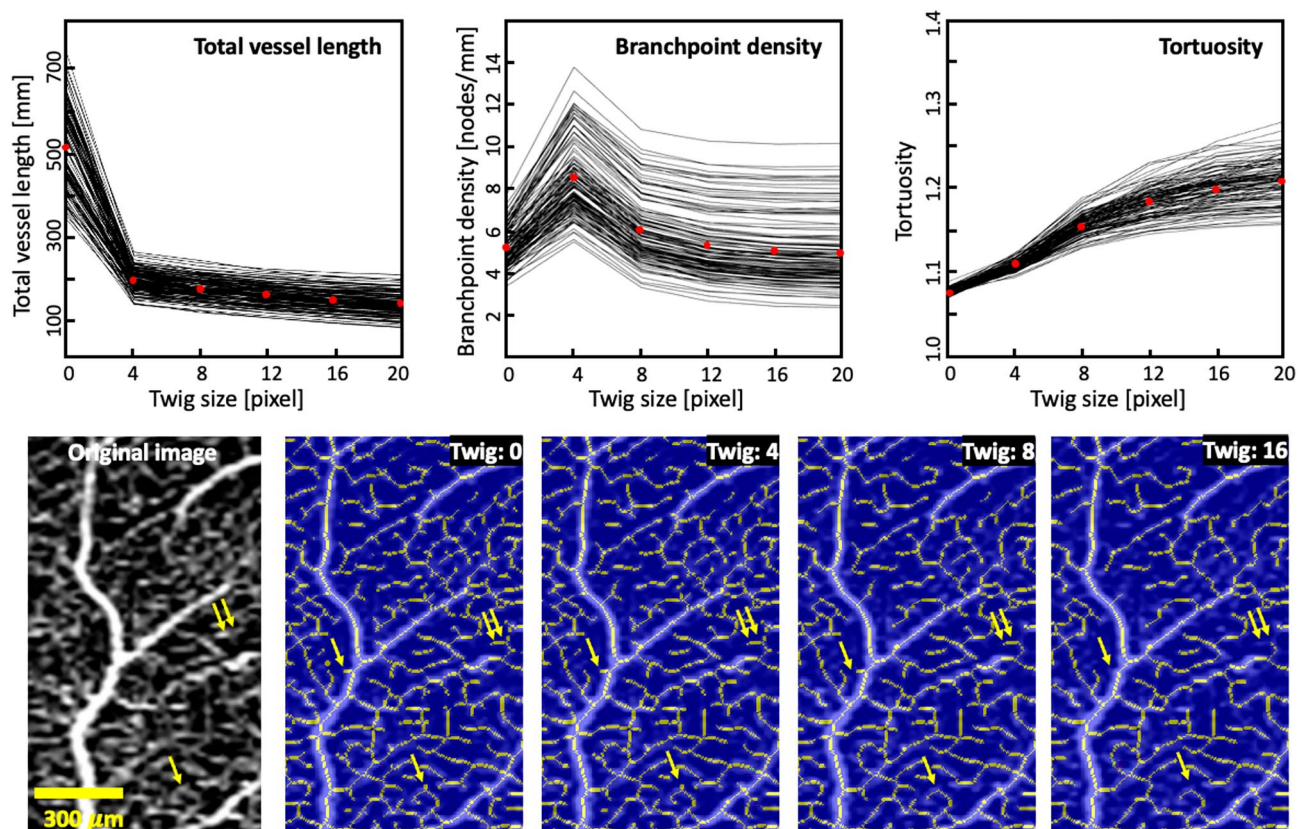 Total vessel length
Total vessel length [mm]
700
500
300
100
0 4 8 12 16 20
Twig size [pixel]
Branchpoint density
Branchpoint density [nodes/mm]
14
12
10
8
6
4
2
0 4 8 12 16 20
Twig size [pixel]
Tortuosity
Tortuosity
1.4
1.3
1.2
1.1
1.0
0 4 8 12 16 20
Twig size [pixel]
Original image
300 µm
Twig: 0
Twig: 4
Twig: 8
Twig: 16